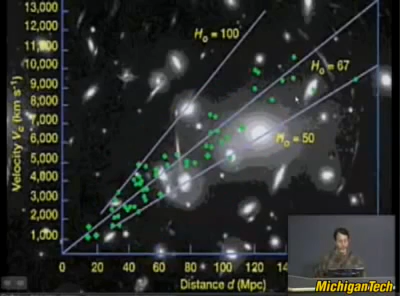 13,000
12,000
11,000
10,000
9,000
8,000
7,000
6,000
5,000
4,000
3,000
2,000
1,000
Velocity Vc (km s⁻¹)
H₀ = 100
H₀ = 67
H₀ = 50
0 20 40 60 80 100 120
Distance d (Mpc)
MichiganTech